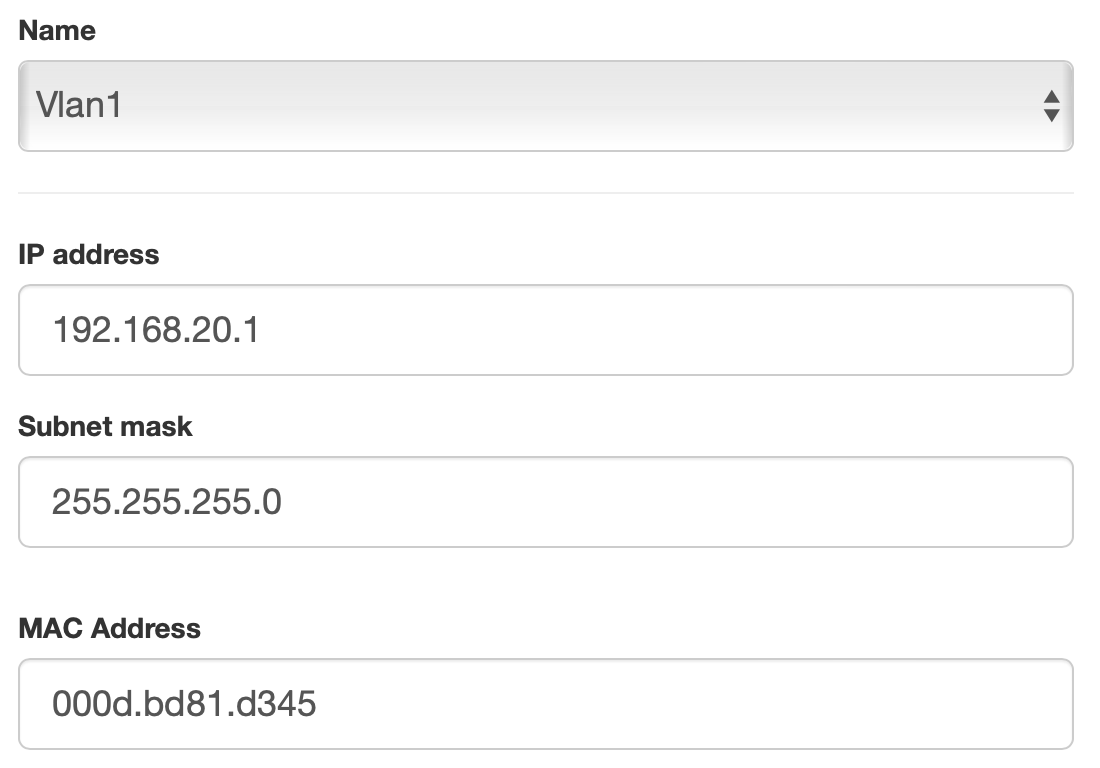 Name
Vlan1
IP address
192.168.20.1
Subnet mask
255.255.255.0
MAC Address
000d.bd81.d345